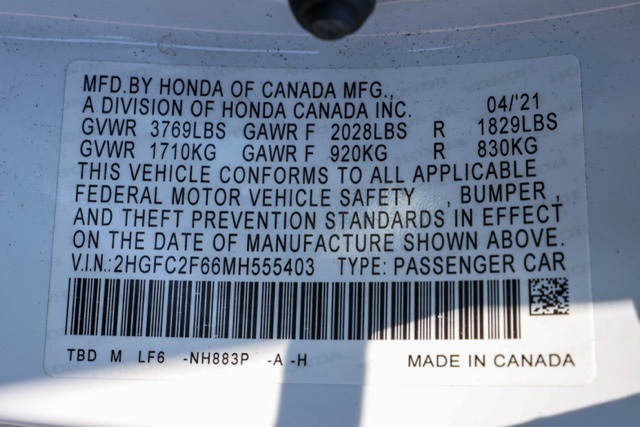 MFD.BY HONDA OF CANADA MFG.,
A DIVISION OF HONDA CANADA INC. 04/'21
GVWR 3769LBS GAWR F 2028LBS R 1829LBS
GVWR 1710KG GAWR F 920KG R 830KG
THIS VEHICLE CONFORMS TO ALL APPLICABLE
FEDERAL MOTOR VEHICLE SAFETY , BUMPER ,
AND THEFT PREVENTION STANDARDS IN EFFECT
ON THE DATE OF MANUFACTURE SHOWN ABOVE.
V.I.N.:2HGFC2F66MH555403 TYPE: PASSENGER CAR
TBD M LF6 -NH883P -A -H MADE IN CANADA